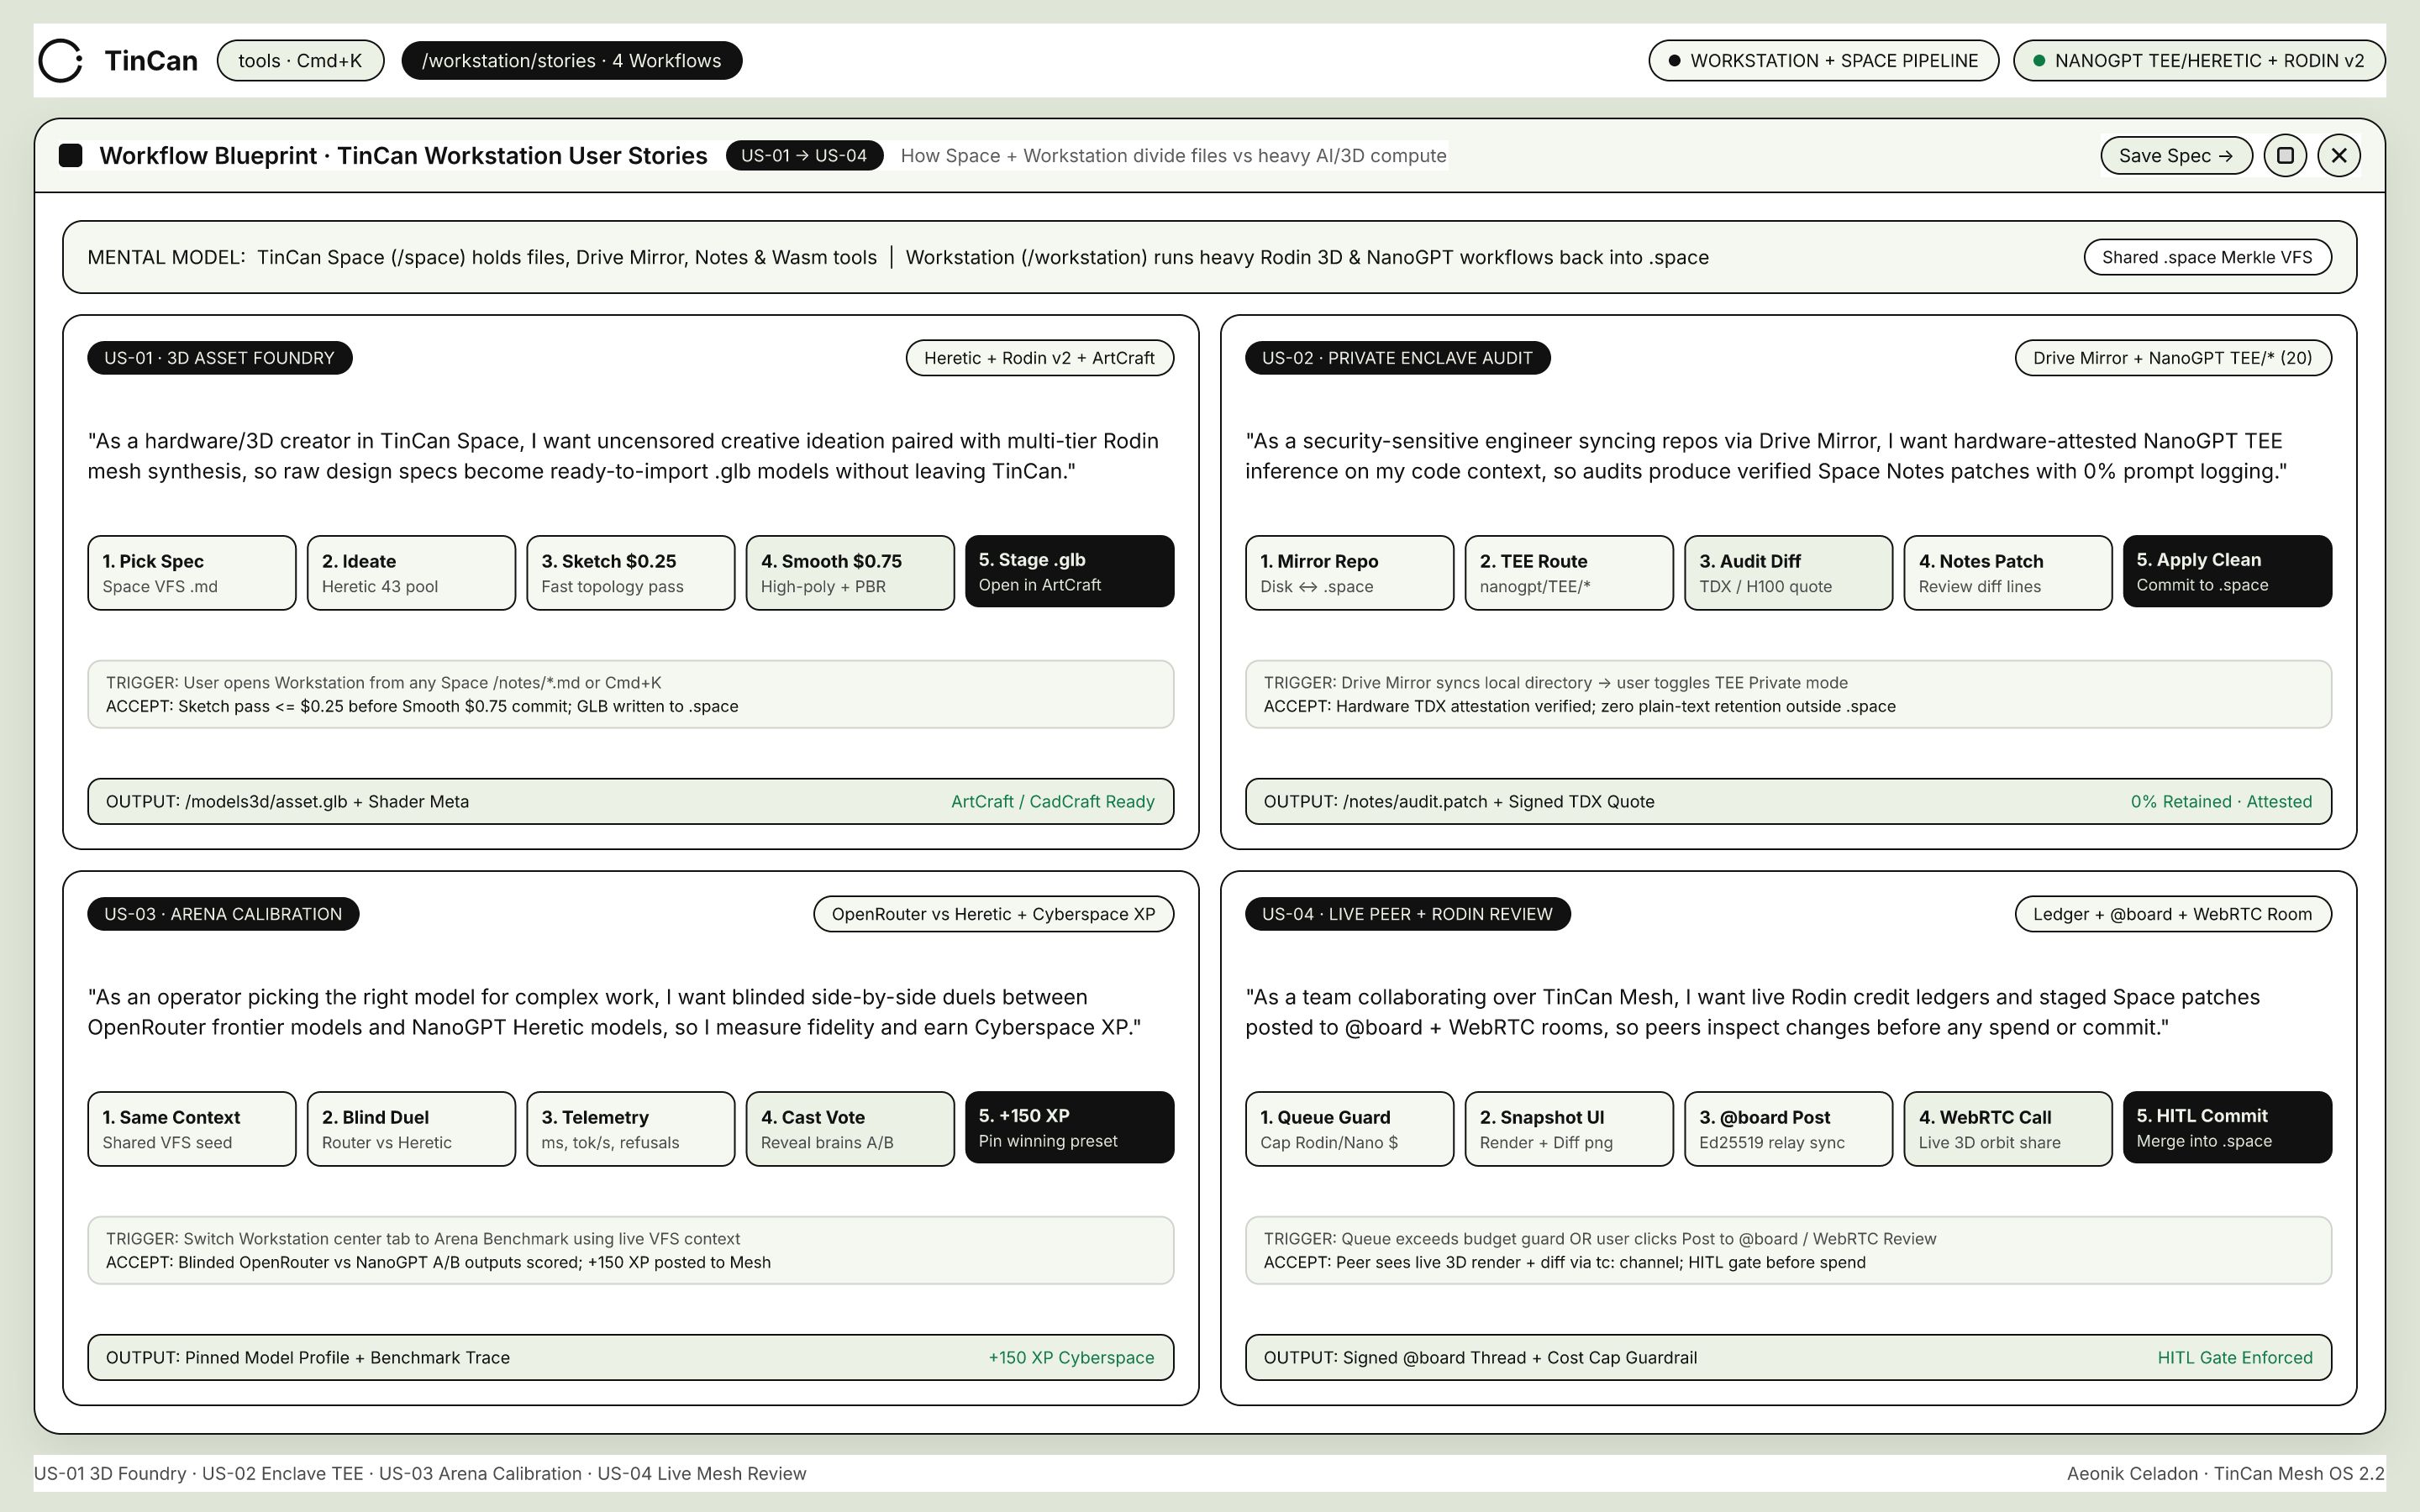 TinCan
tools · Cmd+K
/workstation/stories · 4 Workflows
WORKSTATION + SPACE PIPELINE
NANOGPT TEE/HERETIC + RODIN v2
Workflow Blueprint · TinCan Workstation User Stories
US-01 → US-04
How Space + Workstation divide files vs heavy AI/3D compute
Save Spec →
MENTAL MODEL: TinCan Space (/space) holds files, Drive Mirror, Notes & Wasm tools | Workstation (/workstation) runs heavy Rodin 3D & NanoGPT workflows back into .space
Shared .space Merkle VFS
US-01 · 3D ASSET FOUNDRY
Heretic + Rodin v2 + ArtCraft
"As a hardware/3D creator in TinCan Space, I want uncensored creative ideation paired with multi-tier Rodin
mesh synthesis, so raw design specs become ready-to-import .glb models without leaving TinCan."
1. Pick Spec
Space VFS .md
2. Ideate
Heretic 43 pool
3. Sketch $0.25
Fast topology pass
4. Smooth $0.75
High-poly + PBR
5. Stage .glb
Open in ArtCraft
TRIGGER: User opens Workstation from any Space /notes/*.md or Cmd+K
ACCEPT: Sketch pass <= $0.25 before Smooth $0.75 commit; GLB written to .space
OUTPUT: /models3d/asset.glb + Shader Meta
ArtCraft / CadCraft Ready
US-02 · PRIVATE ENCLAVE AUDIT
Drive Mirror + NanoGPT TEE/* (20)
"As a security-sensitive engineer syncing repos via Drive Mirror, I want hardware-attested NanoGPT TEE
inference on my code context, so audits produce verified Space Notes patches with 0% prompt logging."
1. Mirror Repo
Disk ↔ .space
2. TEE Route
nanogpt/TEE/*
3. Audit Diff
TDX / H100 quote
4. Notes Patch
Review diff lines
5. Apply Clean
Commit to .space
TRIGGER: Drive Mirror syncs local directory → user toggles TEE Private mode
ACCEPT: Hardware TDX attestation verified; zero plain-text retention outside .space
OUTPUT: /notes/audit.patch + Signed TDX Quote
0% Retained · Attested
US-03 · ARENA CALIBRATION
OpenRouter vs Heretic + Cyberspace XP
"As an operator picking the right model for complex work, I want blinded side-by-side duels between
OpenRouter frontier models and NanoGPT Heretic models, so I measure fidelity and earn Cyberspace XP."
1. Same Context
Shared VFS seed
2. Blind Duel
Router vs Heretic
3. Telemetry
ms, tok/s, refusals
4. Cast Vote
Reveal brains A/B
5. +150 XP
Pin winning preset
TRIGGER: Switch Workstation center tab to Arena Benchmark using live VFS context
ACCEPT: Blinded OpenRouter vs NanoGPT A/B outputs scored; +150 XP posted to Mesh
OUTPUT: Pinned Model Profile + Benchmark Trace
+150 XP Cyberspace
US-04 · LIVE PEER + RODIN REVIEW
Ledger + @board + WebRTC Room
"As a team collaborating over TinCan Mesh, I want live Rodin credit ledgers and staged Space patches
posted to @board + WebRTC rooms, so peers inspect changes before any spend or commit."
1. Queue Guard
Cap Rodin/Nano $
2. Snapshot UI
Render + Diff png
3. @board Post
Ed25519 relay sync
4. WebRTC Call
Live 3D orbit share
5. HITL Commit
Merge into .space
TRIGGER: Queue exceeds budget guard OR user clicks Post to @board / WebRTC Review
ACCEPT: Peer sees live 3D render + diff via tc: channel; HITL gate before spend
OUTPUT: Signed @board Thread + Cost Cap Guardrail
HITL Gate Enforced
US-01 3D Foundry · US-02 Enclave TEE · US-03 Arena Calibration · US-04 Live Mesh Review
Aeonik Celadon · TinCan Mesh OS 2.2